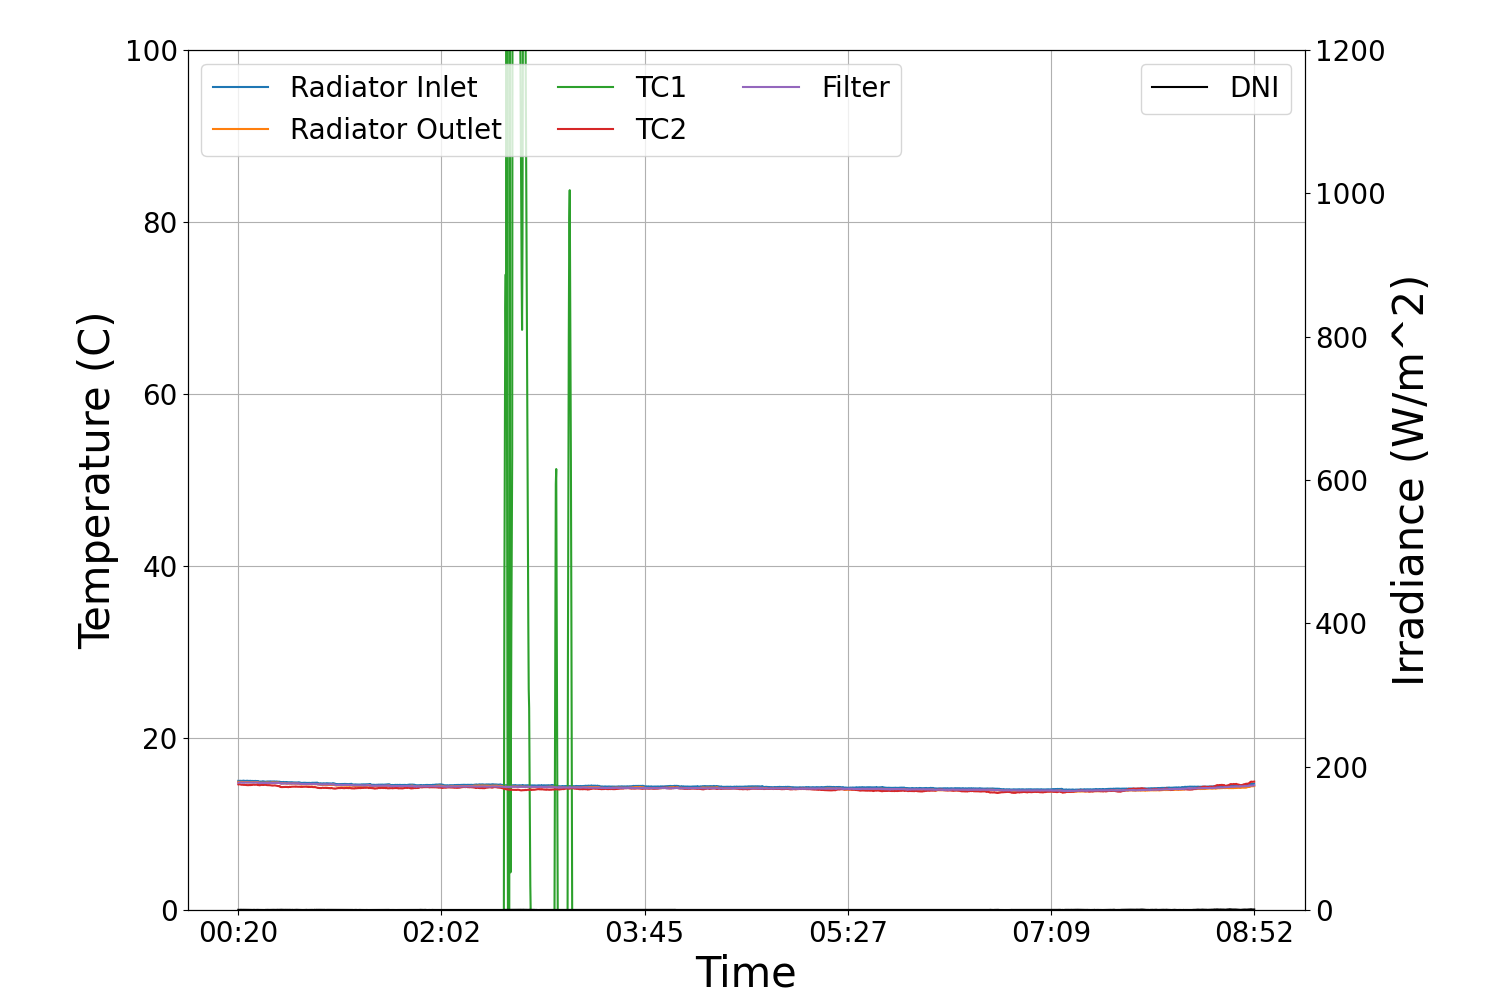 Radiator Inlet
Radiator Outlet
TC1
TC2
Filter
DNI
100
80
60
40
20
0
Temperature (C)
1200
1000
800
600
400
200
0
Irradiance (W/m^2)
00:20 02:02 03:45 05:27 07:09 08:52
Time